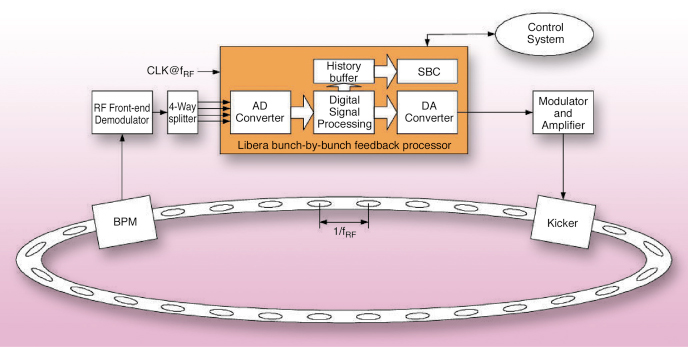 Control
System
CLK@fRF
History
buffer
SBC
RF Front-end
Demodulator
4-Way
splitter
AD
Converter
Digital
Signal
Processing
DA
Converter
Modulator
and
Amplifier
Libera bunch-by-bunch feedback processor
BPM
1/fRF
Kicker